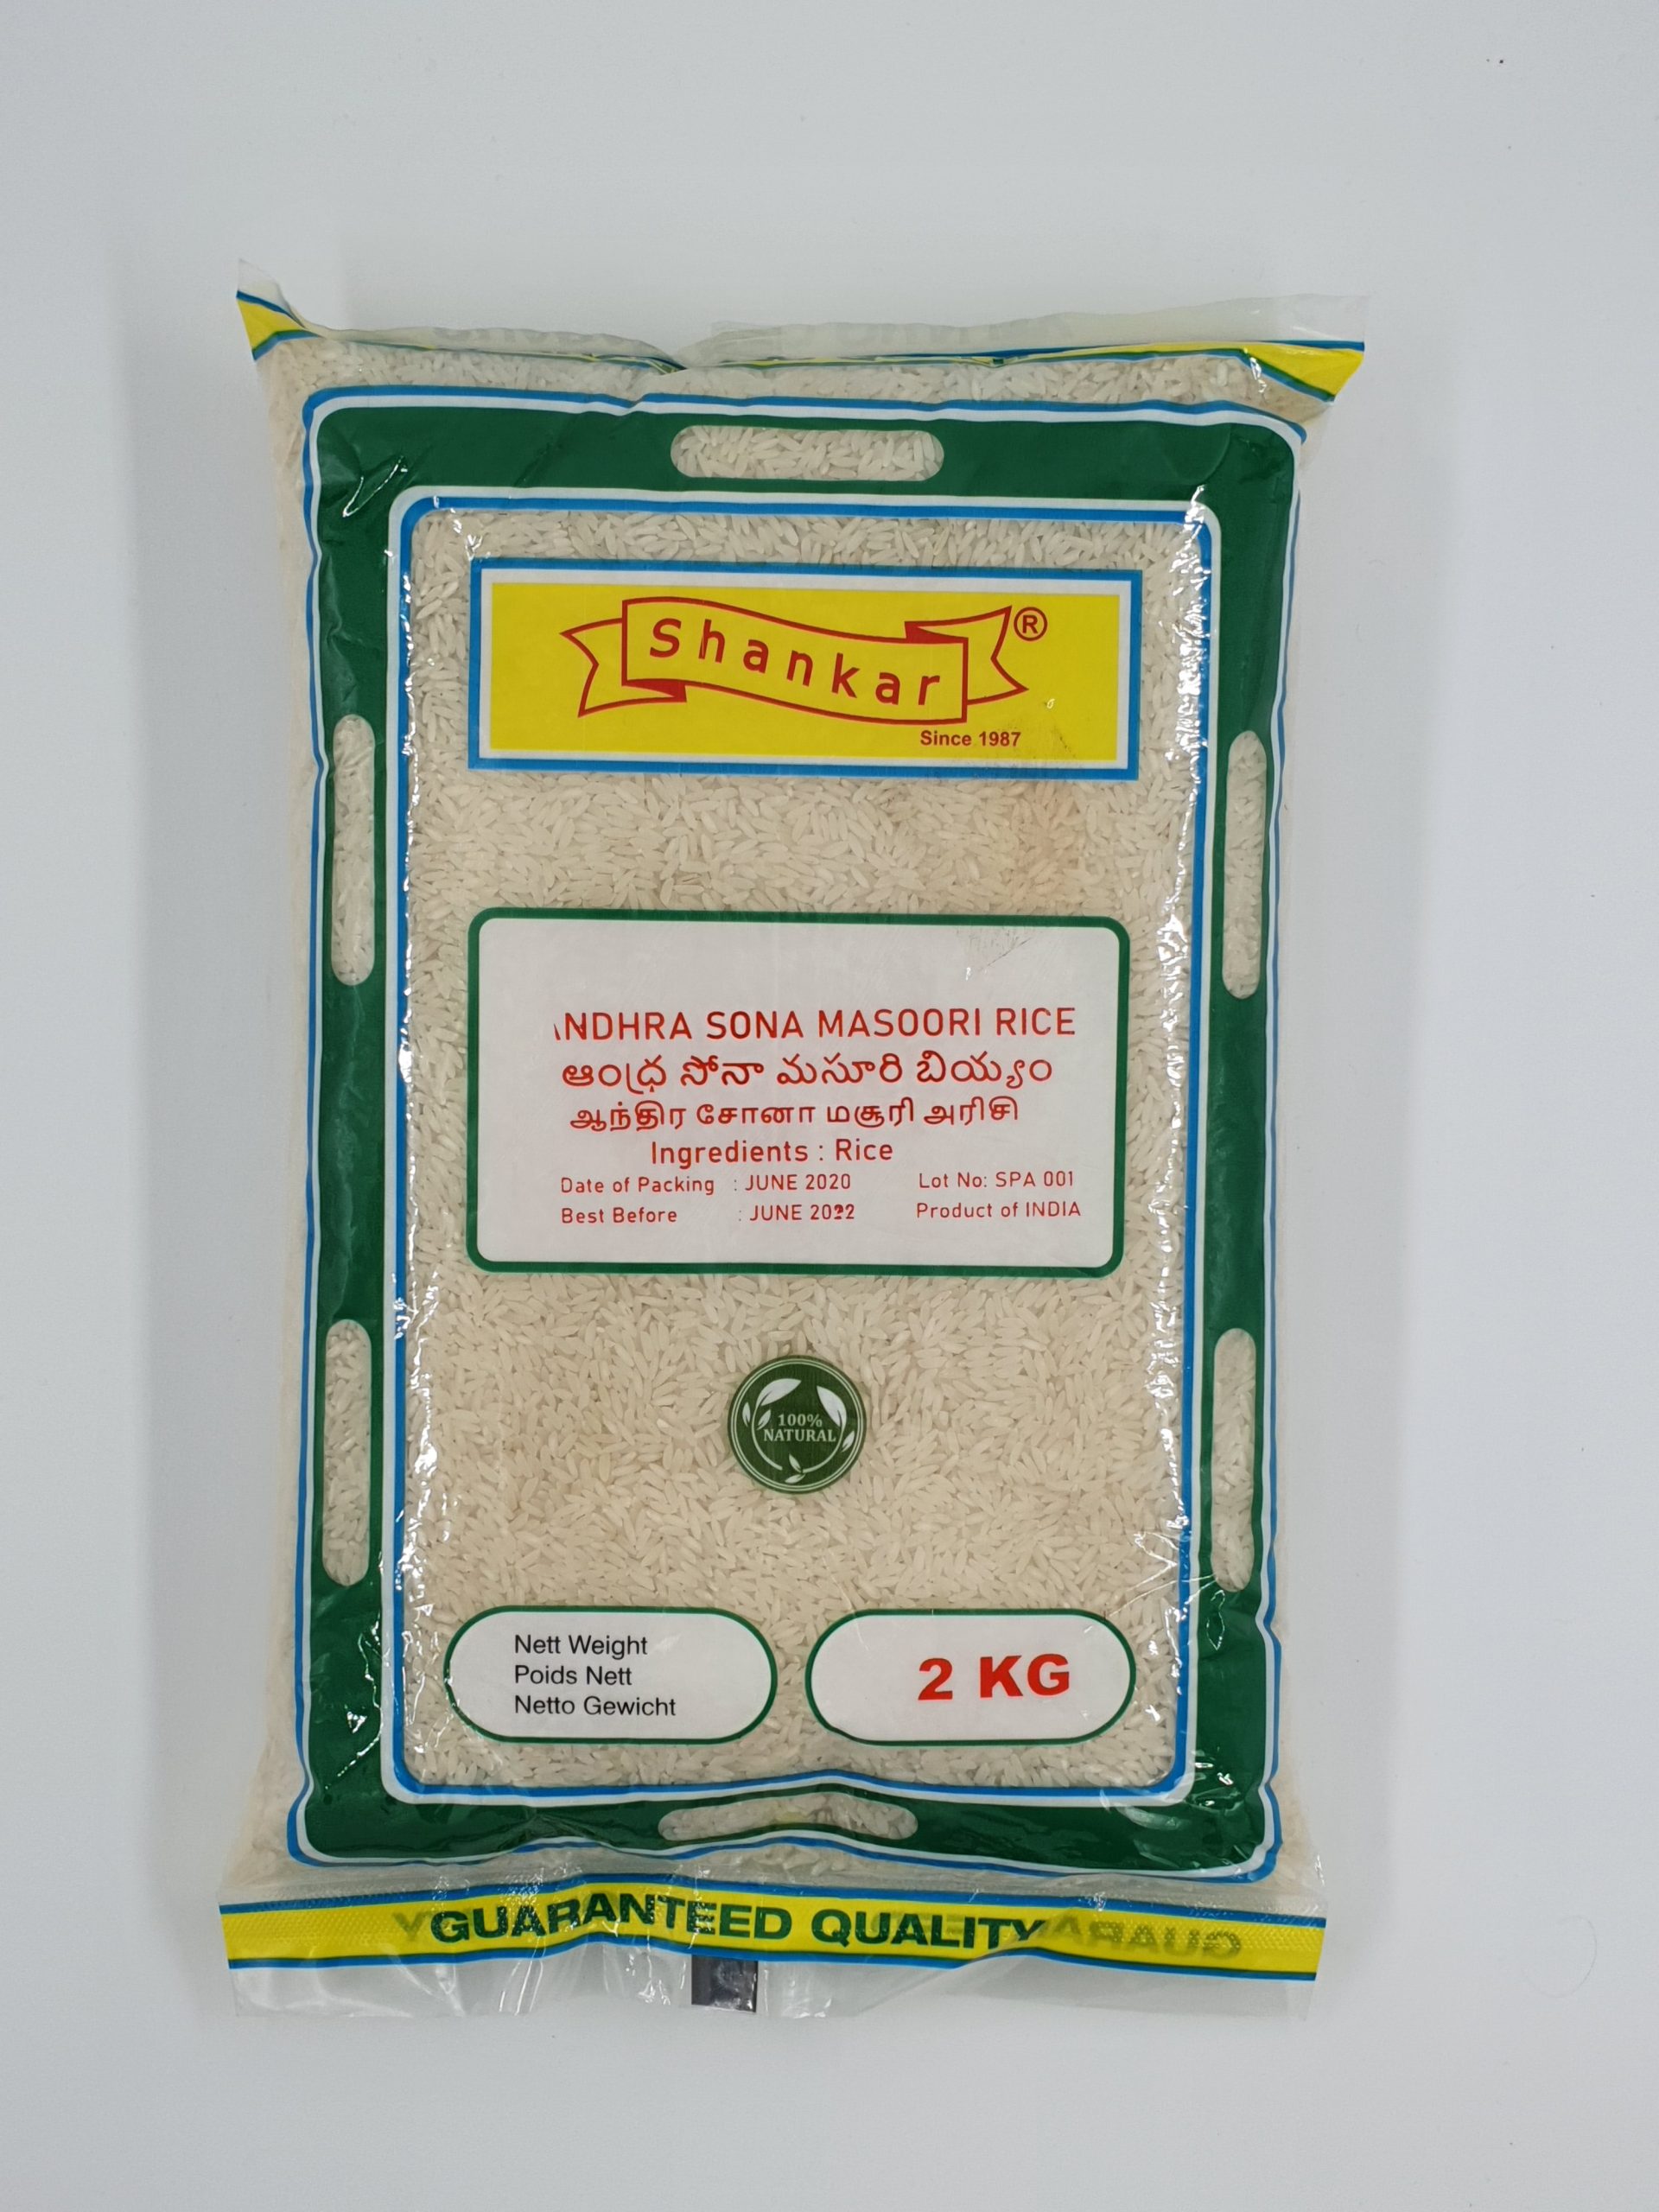 Shankar®
Since 1987
ANDHRA SONA MASOORI RICE
ఆంధ్ర సోనా మసూరి బియ్యం
ஆந்திர சோனா மசூரி அரிசி
Ingredients : Rice
Date of Packing : JUNE 2020 Lot No: SPA 001
Best Before : JUNE 2022 Product of INDIA
100%
NATURAL
Nett Weight
Poids Nett
Netto Gewicht
2 KG
GUARANTEED QUALITY